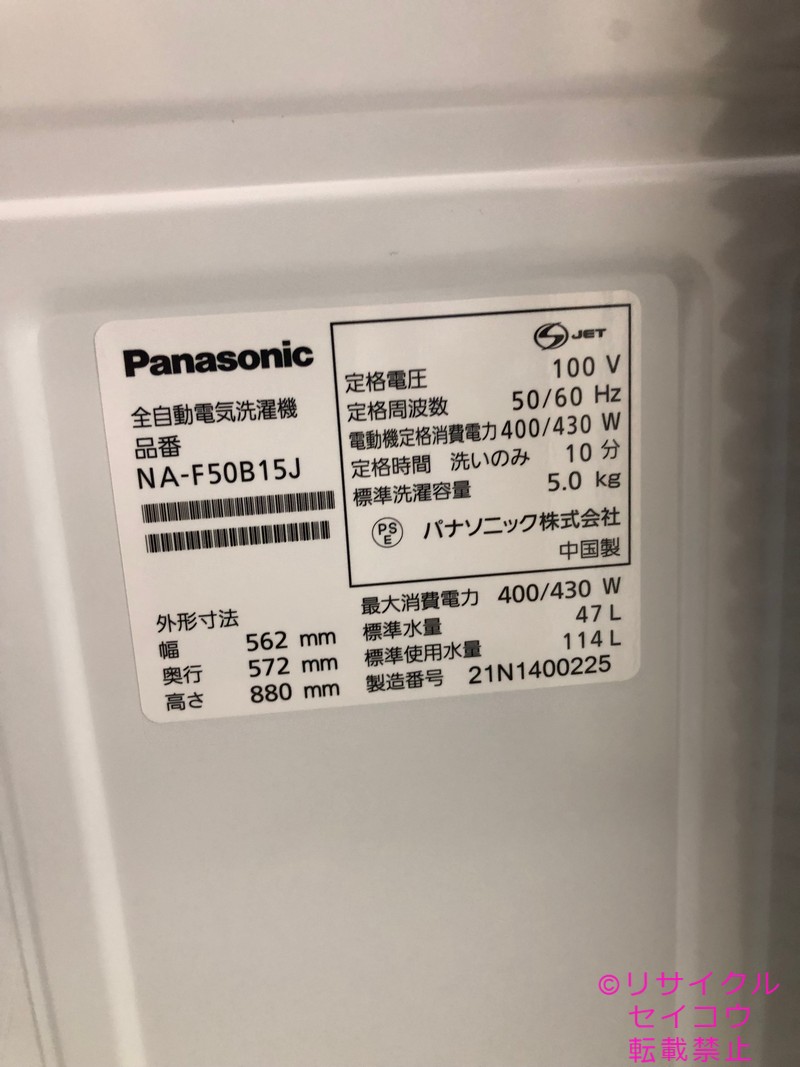 Panasonic
全自動電気洗濯機
品番
NA-F50B15J
外形寸法
幅 562 mm
奥行 572 mm
高さ 880 mm
JET
定格電圧 100 V
定格周波数 50/60 Hz
電動機定格消費電力 400/430 W
定格時間 洗いのみ 10 分
標準洗濯容量 5.0 kg
PSE パナソニック株式会社
中国製
最大消費電力 400/430 W
標準水量 47 L
標準使用水量 114 L
製造番号 21N1400225
©リサイクル
セイコウ
転載禁止